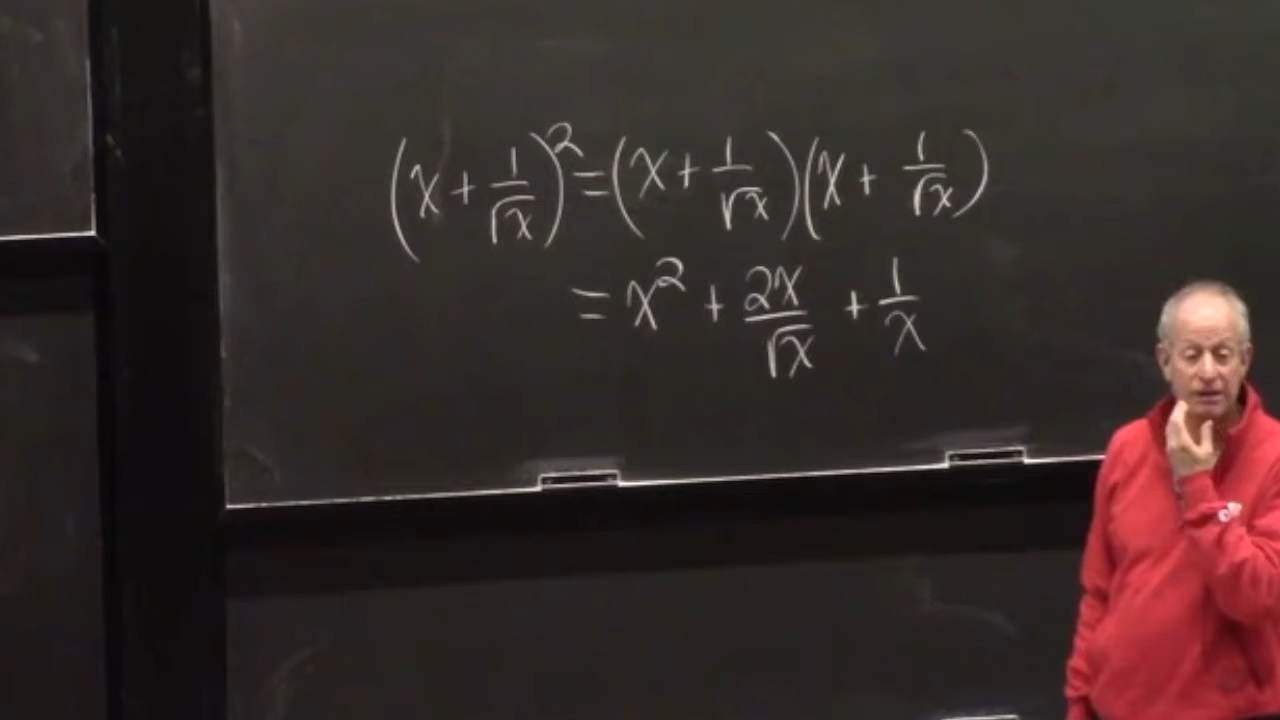 (x + 1/√x)² = (x + 1/√x)(x + 1/√x)
= x² + 2x/√x + 1/x